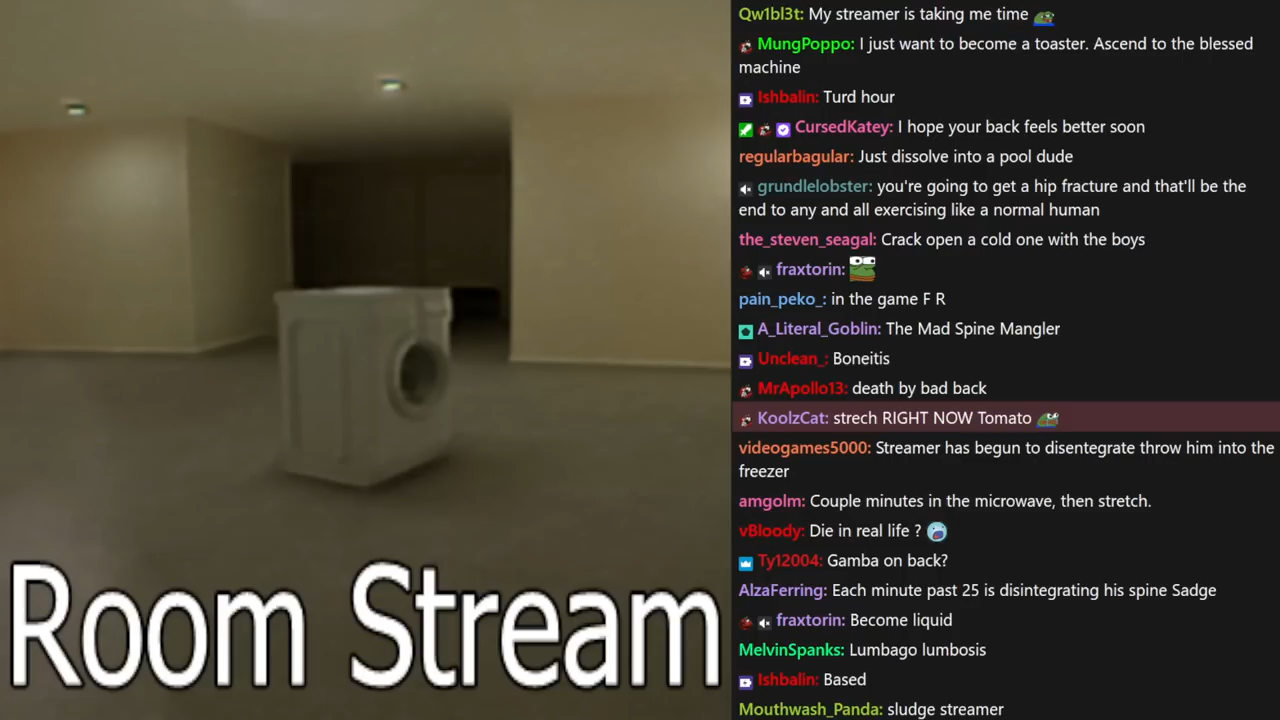 Qw1bl3t: My streamer is taking me time
MungPoppo: I just want to become a toaster. Ascend to the blessed
machine
Ishbalin: Turd hour
CursedKatey: I hope your back feels better soon
regularbagular: Just dissolve into a pool dude
grundlelobster: you're going to get a hip fracture and that'll be the
end to any and all exercising like a normal human
the_steven_seagal: Crack open a cold one with the boys
fraxtorin:
pain_peko_: in the game F R
A_Literal_Goblin: The Mad Spine Mangler
Unclean_: Boneitis
MrApollo13: death by bad back
KoolzCat: strech RIGHT NOW Tomato
videogames5000: Streamer has begun to disentegrate throw him into the
freezer
amgolm: Couple minutes in the microwave, then stretch.
vBloody: Die in real life ?
Ty12004: Gamba on back?
AlzaFerring: Each minute past 25 is disintegrating his spine Sadge
fraxtorin: Become liquid
MelvinSpanks: Lumbago lumbosis
Ishbalin: Based
Mouthwash_Panda: sludge streamer
Room Stream